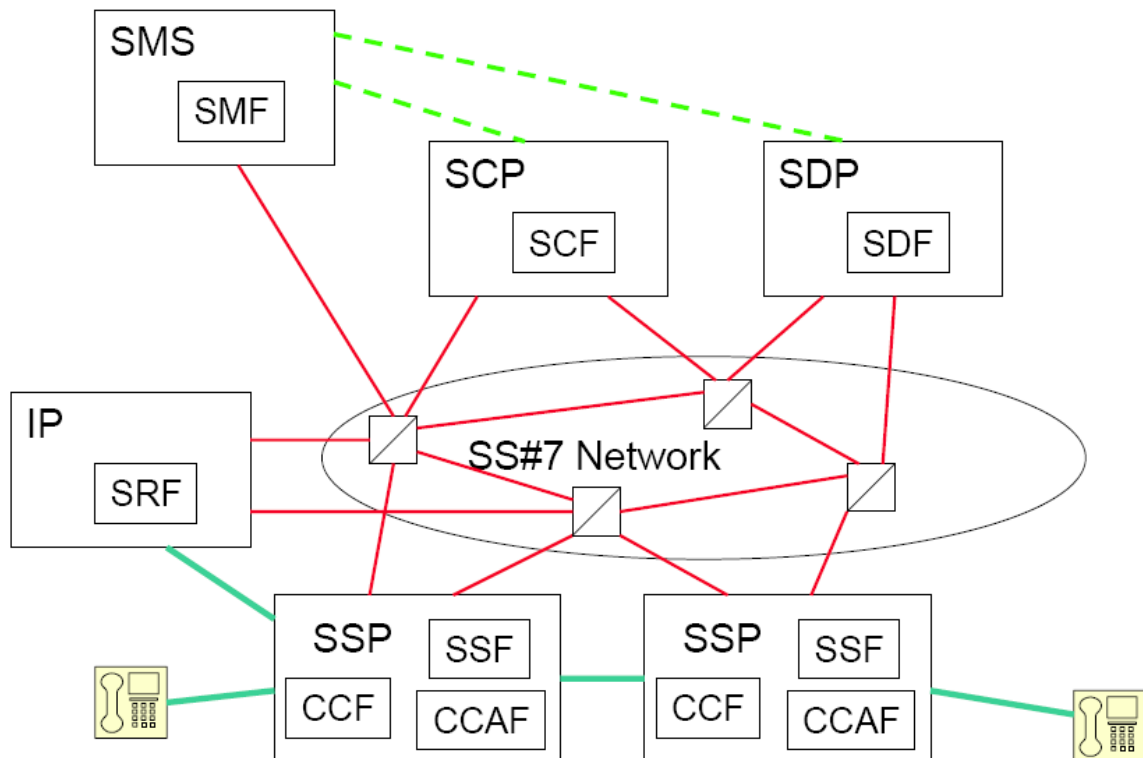 SMS
SMF
SCP
SCF
SDP
SDF
IP
SRF
SS#7 Network
SSP
SSF
CCF
CCAF
SSP
SSF
CCF
CCAF